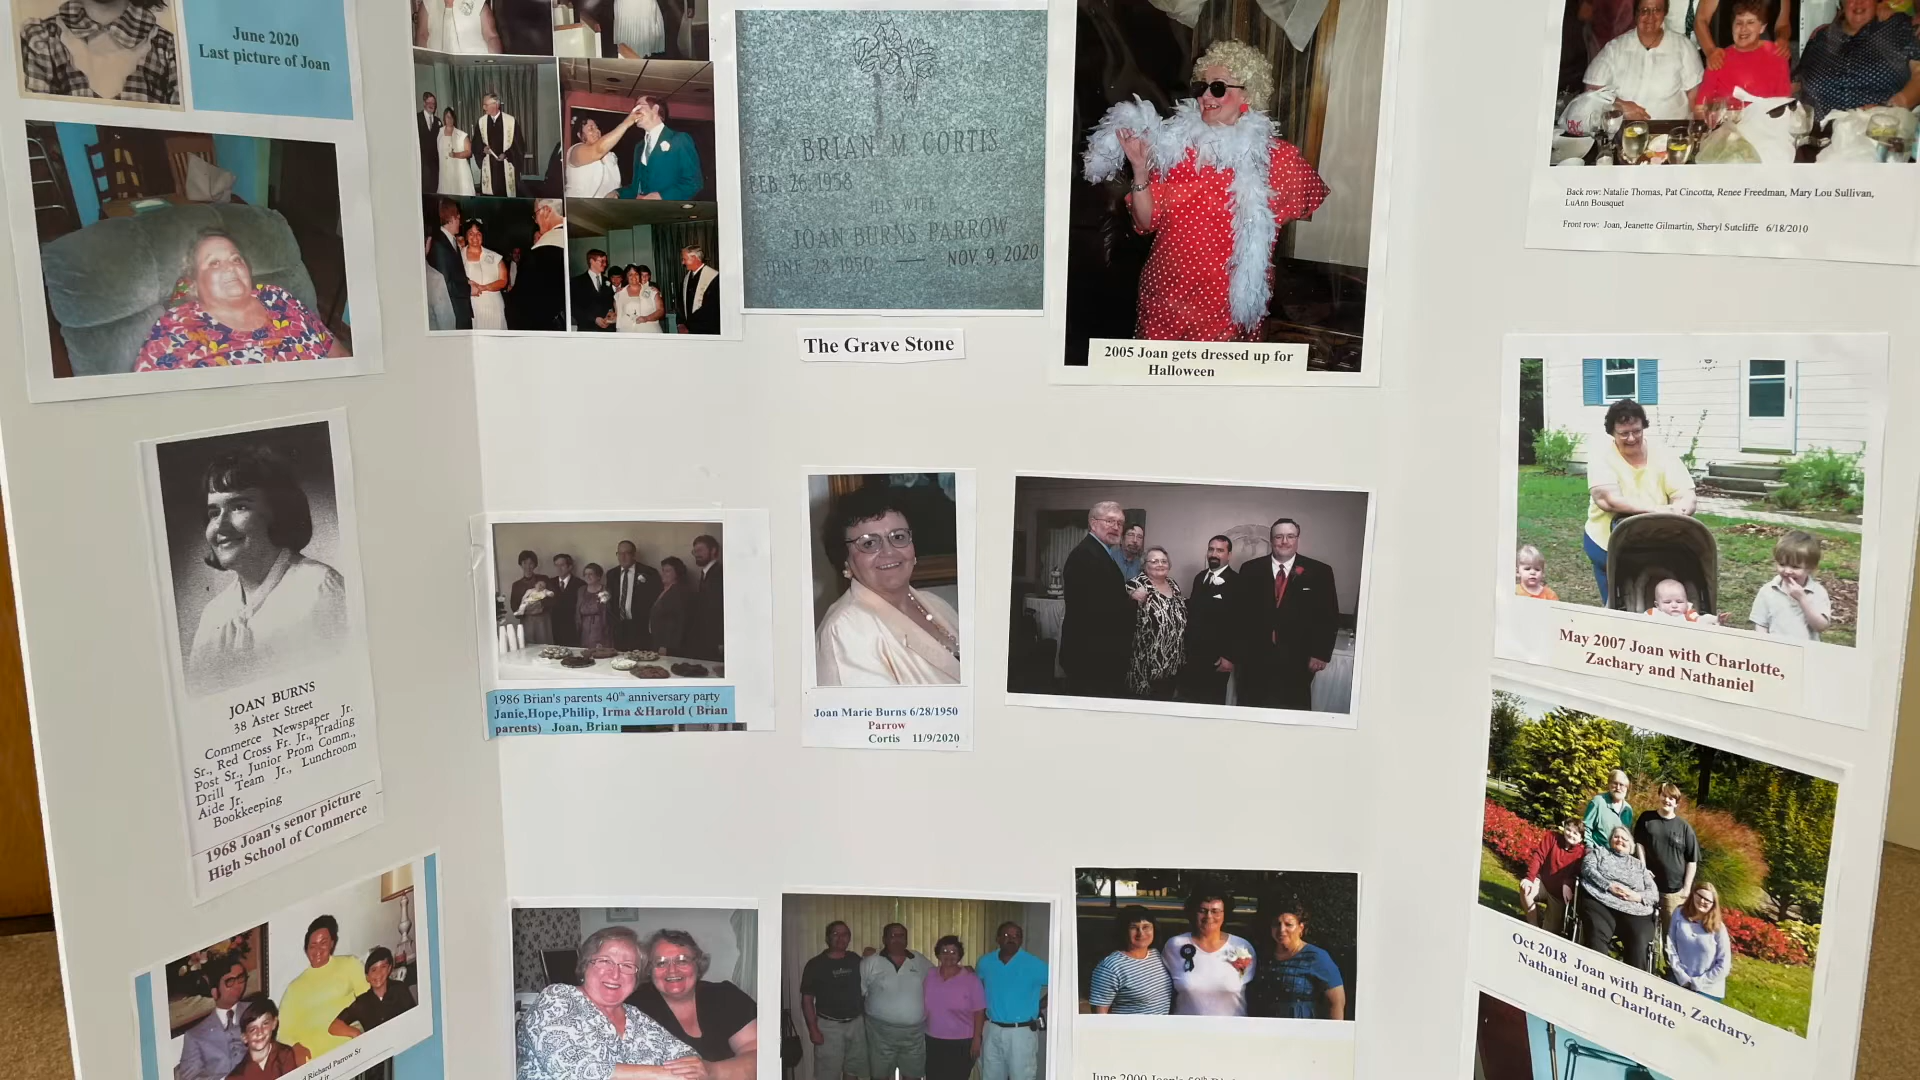 June 2020
Last picture of Joan
BRIAN M. CORTIS
FEB. 26, 1958
HIS WIFE
JOAN BURNS PARROW
JUNE 28, 1950 — NOV. 9, 2020
The Grave Stone
2005 Joan gets dressed up for
Halloween
Back row: Natalie Thomas, Pat Cincotta, Renee Freedman, Mary Lou Sullivan,
LuAnn Bousquet
Front row: Joan, Jeanette Gilmartin, Sheryl Sutcliffe 6/18/2010
JOAN BURNS
38 Aster Street
Commerce Newspaper Jr.
Sr., Red Cross Fr. Jr., Trading
Post Sr., Junior Prom Comm.,
Drill Team Jr., Lunchroom
Aide Jr.
Bookkeeping
1968 Joan's senor picture
High School of Commerce
1986 Brian's parents 40th anniversary party
Janie,Hope,Philip, Irma &Harold ( Brian
parents) Joan, Brian
Joan Marie Burns 6/28/1950
Parrow
Cortis 11/9/2020
May 2007 Joan with Charlotte,
Zachary and Nathaniel
Oct 2018 Joan with Brian, Zachary,
Nathaniel and Charlotte
Richard Parrow Sr
June 2000 Joan's